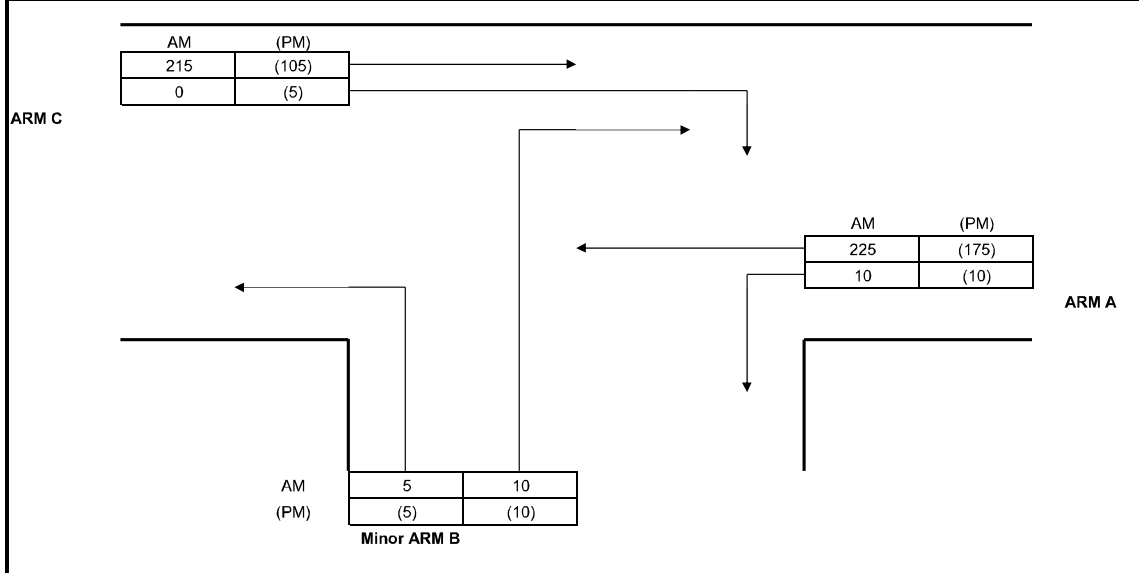 AM (PM)
215 (105)
0 (5)
ARM C
AM (PM)
225 (175)
10 (10)
ARM A
AM 5 10
(PM) (5) (10)
Minor ARM B